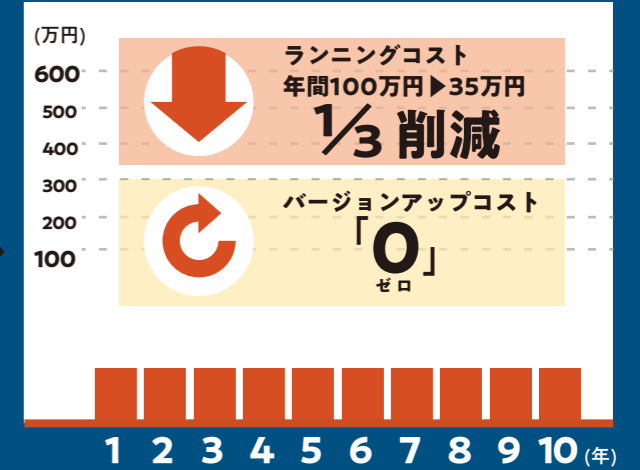 (万円)
600
500
400
300
200
100
ランニングコスト
年間100万円▶35万円
1/3 削減
バージョンアップコスト
「0」
ゼロ
1 2 3 4 5 6 7 8 9 10 (年)